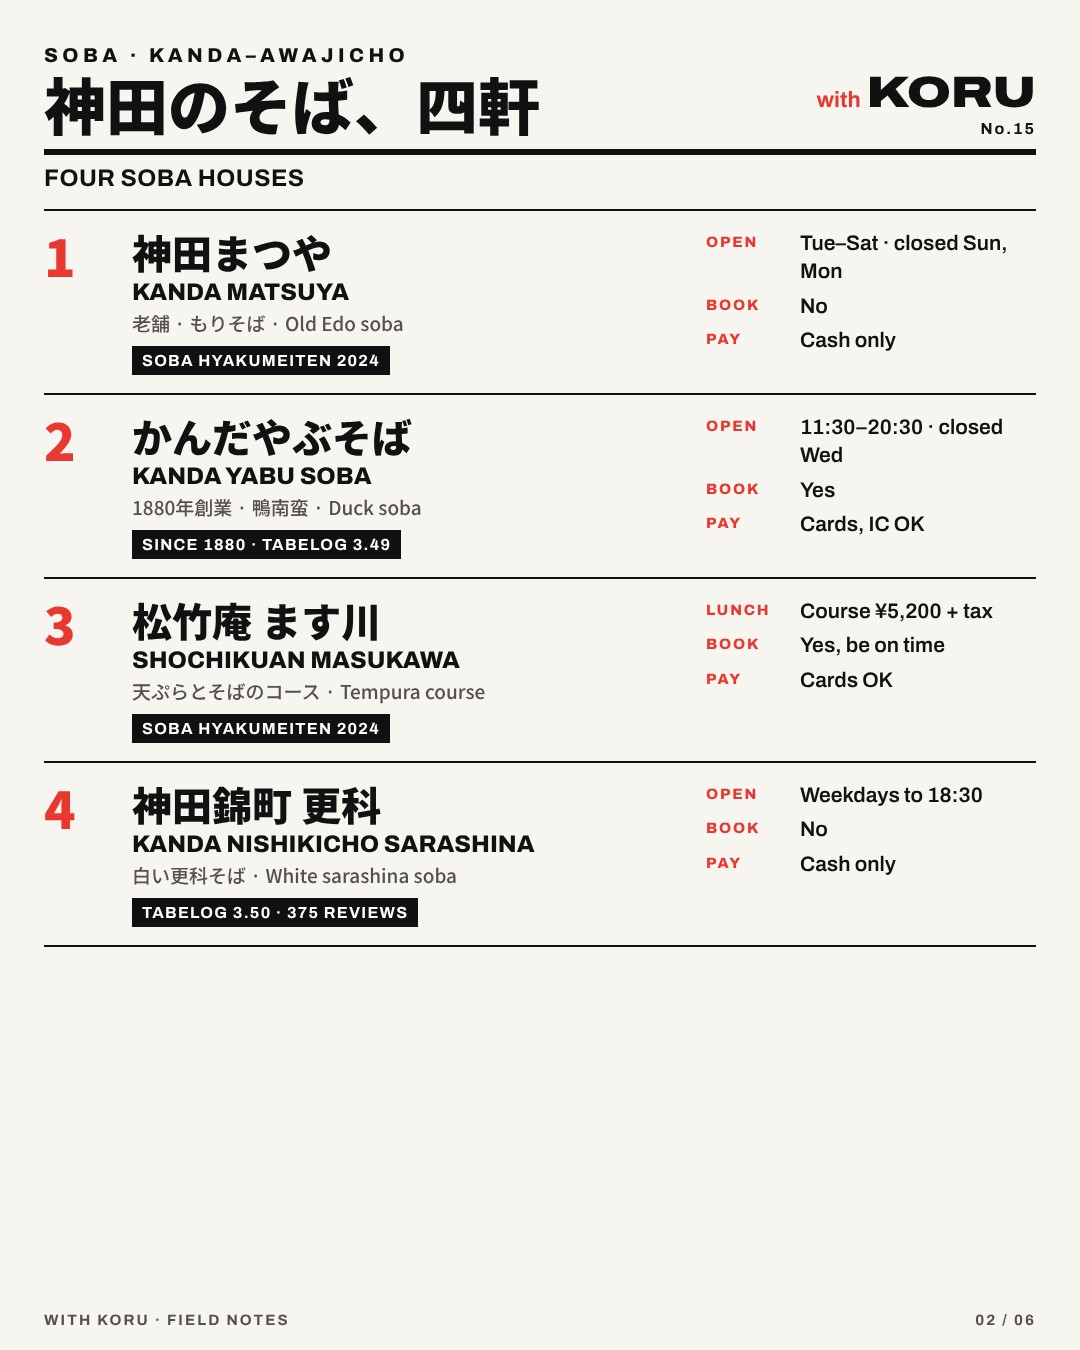 SOBA · KANDA–AWAJICHO
神田のそば、四軒
with KORU
No.15
FOUR SOBA HOUSES
1
神田まつや
KANDA MATSUYA
老舗 · もりそば · Old Edo soba
SOBA HYAKUMEITEN 2024
OPEN Tue–Sat · closed Sun,
Mon
BOOK No
PAY Cash only
2
かんだやぶそば
KANDA YABU SOBA
1880年創業 · 鴨南蛮 · Duck soba
SINCE 1880 · TABELOG 3.49
OPEN 11:30–20:30 · closed
Wed
BOOK Yes
PAY Cards, IC OK
3
松竹庵 ます川
SHOCHIKUAN MASUKAWA
天ぷらとそばのコース · Tempura course
SOBA HYAKUMEITEN 2024
LUNCH Course ¥5,200 + tax
BOOK Yes, be on time
PAY Cards OK
4
神田錦町 更科
KANDA NISHIKICHO SARASHINA
白い更科そば · White sarashina soba
TABELOG 3.50 · 375 REVIEWS
OPEN Weekdays to 18:30
BOOK No
PAY Cash only
WITH KORU · FIELD NOTES
02 / 06